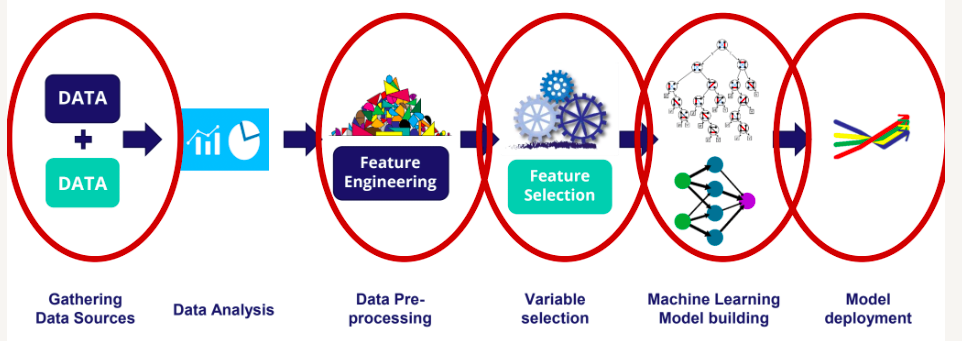 DATA
+
DATA
Feature
Engineering
Feature
Selection
Gathering
Data Sources
Data Analysis
Data Pre-
processing
Variable
selection
Machine Learning
Model building
Model
deployment